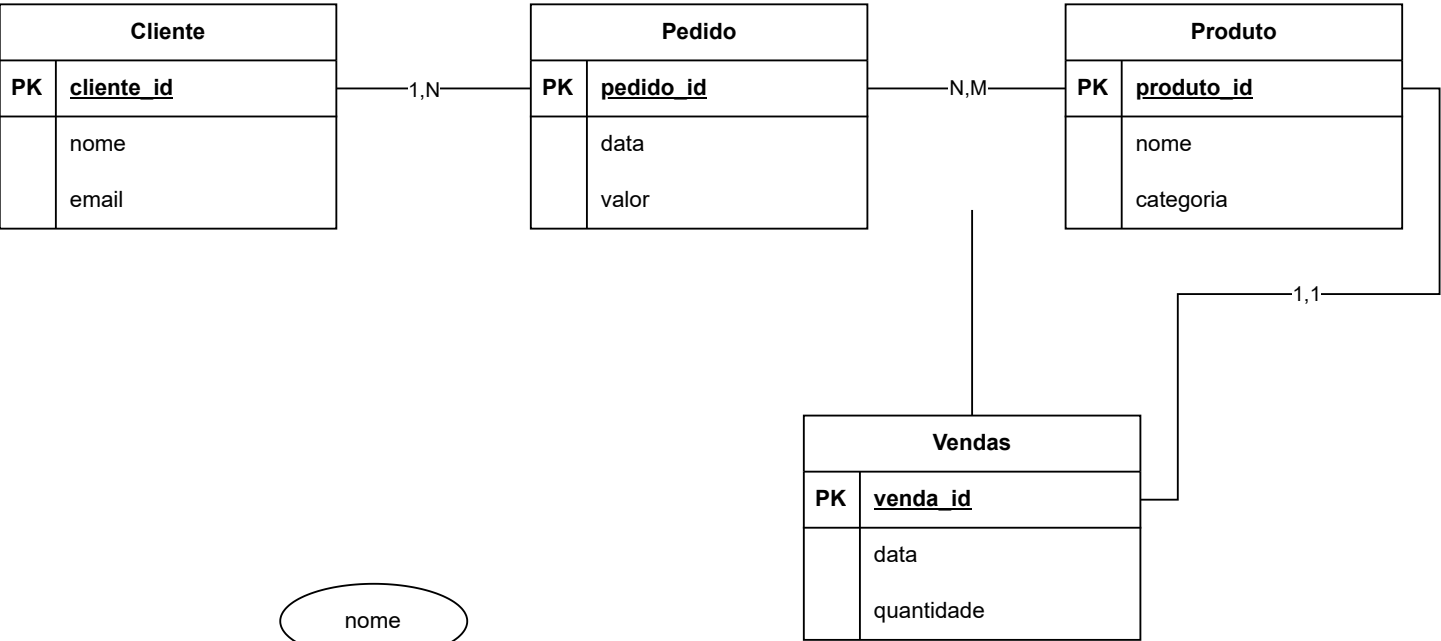 Cliente
PK cliente_id
nome
email
1,N
Pedido
PK pedido_id
data
valor
N,M
Produto
PK produto_id
nome
categoria
1,1
Vendas
PK venda_id
data
quantidade
nome